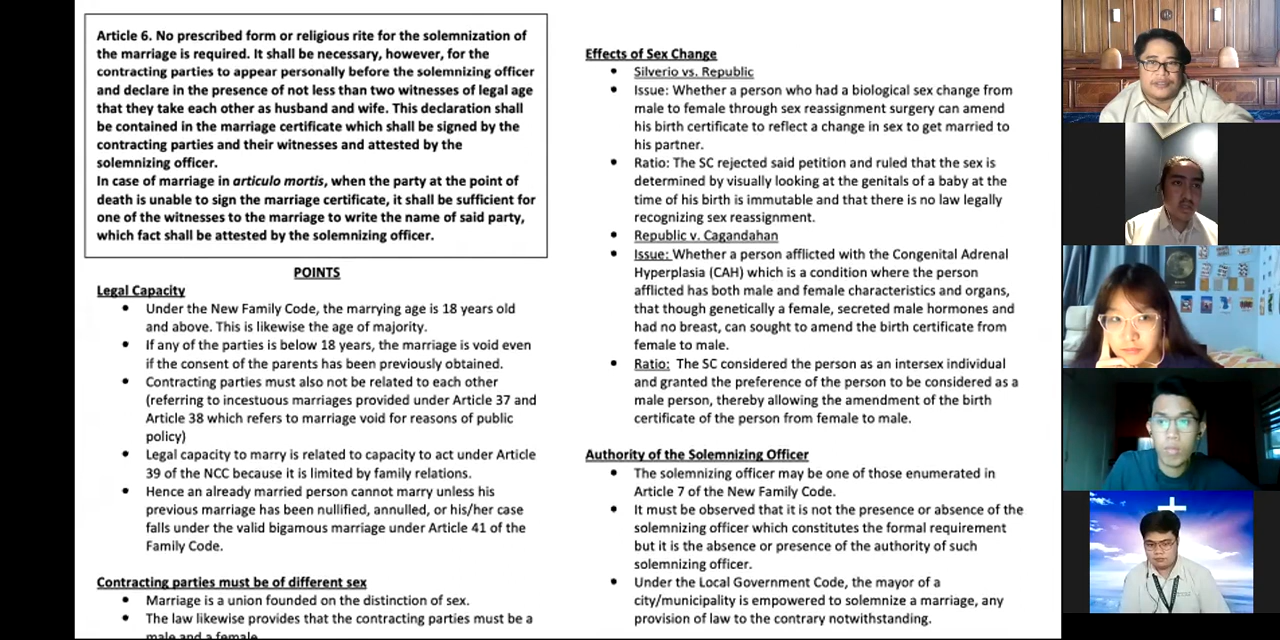 Article 6. No prescribed form or religious rite for the solemnization of
the marriage is required. It shall be necessary, however, for the
contracting parties to appear personally before the solemnizing officer
and declare in the presence of not less than two witnesses of legal age
that they take each other as husband and wife. This declaration shall
be contained in the marriage certificate which shall be signed by the
contracting parties and their witnesses and attested by the
solemnizing officer.
In case of marriage in articulo mortis, when the party at the point of
death is unable to sign the marriage certificate, it shall be sufficient for
one of the witnesses to the marriage to write the name of said party,
which fact shall be attested by the solemnizing officer.
POINTS
Legal Capacity
• Under the New Family Code, the marrying age is 18 years old
and above. This is likewise the age of majority.
• If any of the parties is below 18 years, the marriage is void even
if the consent of the parents has been previously obtained.
• Contracting parties must also not be related to each other
(referring to incestuous marriages provided under Article 37 and
Article 38 which refers to marriage void for reasons of public
policy)
• Legal capacity to marry is related to capacity to act under Article
39 of the NCC because it is limited by family relations.
• Hence an already married person cannot marry unless his
previous marriage has been nullified, annulled, or his/her case
falls under the valid bigamous marriage under Article 41 of the
Family Code.
Contracting parties must be of different sex
• Marriage is a union founded on the distinction of sex.
• The law likewise provides that the contracting parties must be a
male and a female
Effects of Sex Change
• Silverio vs. Republic
• Issue: Whether a person who had a biological sex change from
male to female through sex reassignment surgery can amend
his birth certificate to reflect a change in sex to get married to
his partner.
• Ratio: The SC rejected said petition and ruled that the sex is
determined by visually looking at the genitals of a baby at the
time of his birth is immutable and that there is no law legally
recognizing sex reassignment.
• Republic v. Cagandahan
• Issue: Whether a person afflicted with the Congenital Adrenal
Hyperplasia (CAH) which is a condition where the person
afflicted has both male and female characteristics and organs,
that though genetically a female, secreted male hormones and
had no breast, can sought to amend the birth certificate from
female to male.
• Ratio: The SC considered the person as an intersex individual
and granted the preference of the person to be considered as a
male person, thereby allowing the amendment of the birth
certificate of the person from female to male.
Authority of the Solemnizing Officer
• The solemnizing officer may be one of those enumerated in
Article 7 of the New Family Code.
• It must be observed that it is not the presence or absence of the
solemnizing officer which constitutes the formal requirement
but it is the absence or presence of the authority of such
solemnizing officer.
• Under the Local Government Code, the mayor of a
city/municipality is empowered to solemnize a marriage, any
provision of law to the contrary notwithstanding.